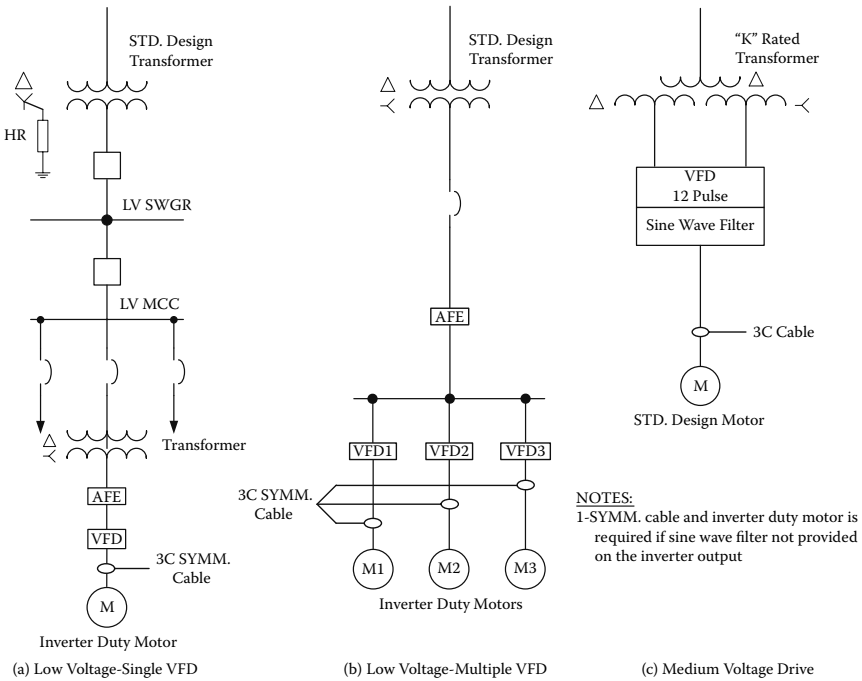 STD. Design
Transformer
HR
LV SWGR
LV MCC
Transformer
AFE
VFD
3C SYMM.
Cable
M
Inverter Duty Motor
(a) Low Voltage-Single VFD
STD. Design
Transformer
AFE
VFD1
VFD2
VFD3
3C SYMM.
Cable
M1
M2
M3
Inverter Duty Motors
(b) Low Voltage-Multiple VFD
“K” Rated
Transformer
VFD
12 Pulse
Sine Wave Filter
3C Cable
M
STD. Design Motor
NOTES:
1-SYMM. cable and inverter duty motor is
required if sine wave filter not provided
on the inverter output
(c) Medium Voltage Drive